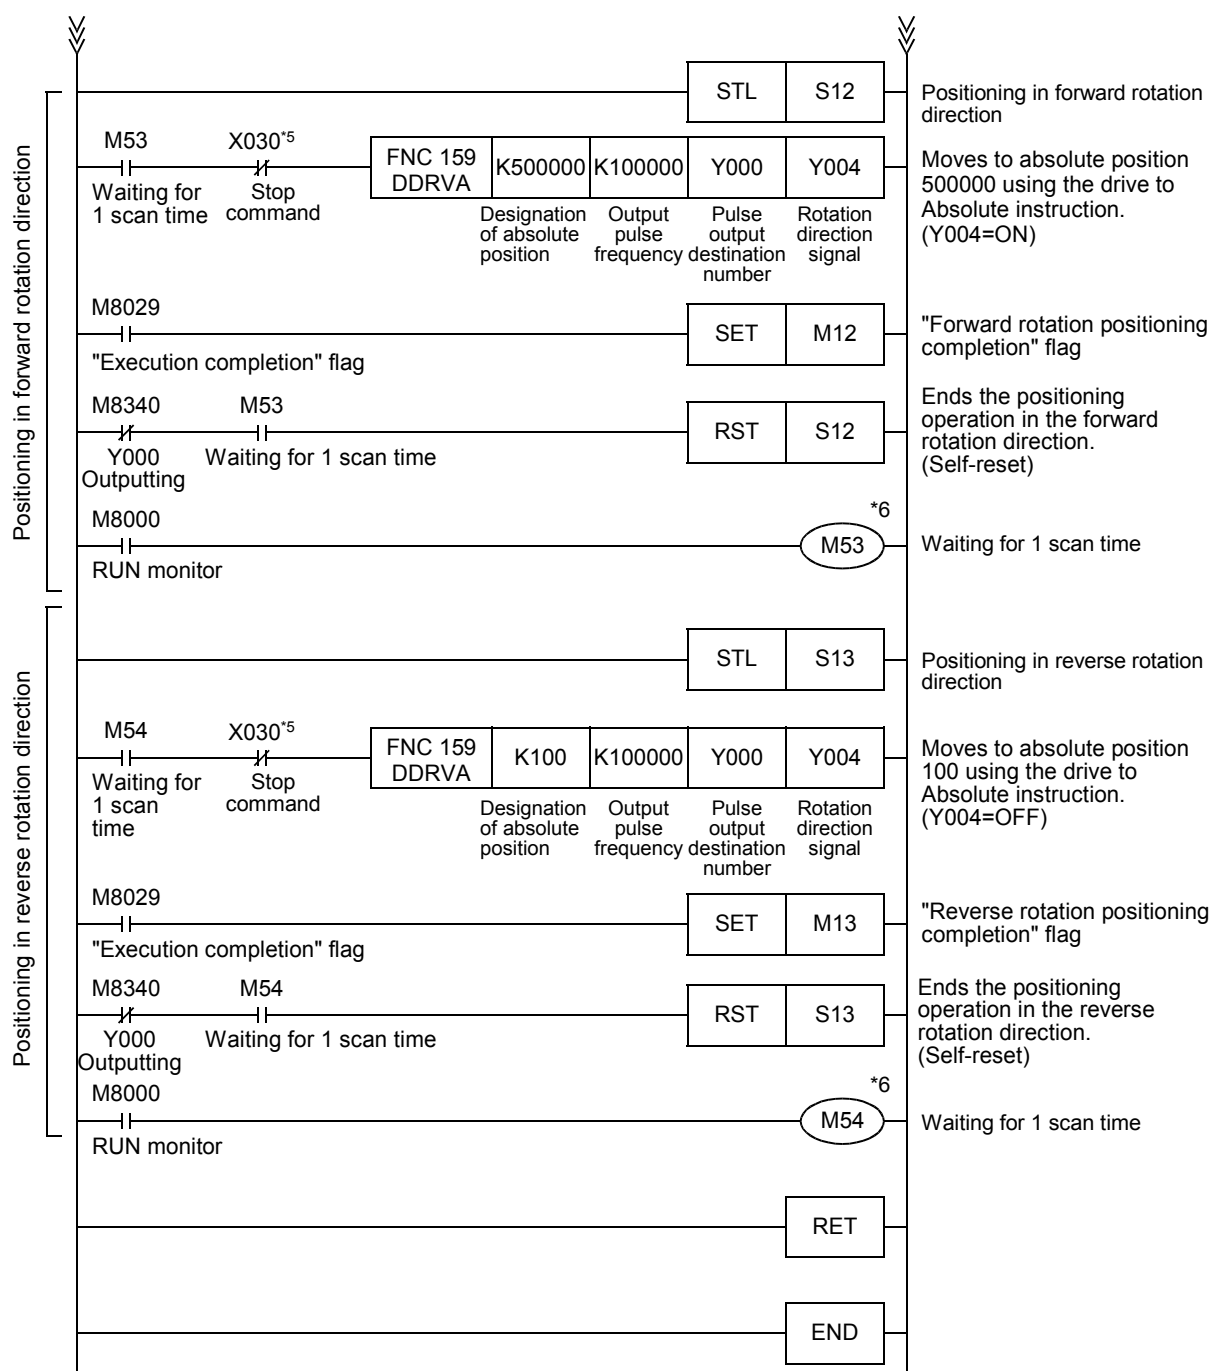 Positioning in forward rotation direction
STL S12
Positioning in forward rotation
direction
M53 X030*5
Waiting for
1 scan time
Stop
command
FNC 159
DDRVA
K500000 K100000 Y000 Y004
Designation
of absolute
position
Output
pulse
frequency
Pulse
output
destination
number
Rotation
direction
signal
Moves to absolute position
500000 using the drive to
Absolute instruction.
(Y004=ON)
M8029
"Execution completion" flag
SET M12
"Forward rotation positioning
completion" flag
M8340 M53
Y000
Outputting
Waiting for 1 scan time
RST S12
Ends the positioning
operation in the forward
rotation direction.
(Self-reset)
M8000
RUN monitor
*6
M53
Waiting for 1 scan time
Positioning in reverse rotation direction
STL S13
Positioning in reverse rotation
direction
M54 X030*5
Waiting for
1 scan
time
Stop
command
FNC 159
DDRVA
K100 K100000 Y000 Y004
Designation
of absolute
position
Output
pulse
frequency
Pulse
output
destination
number
Rotation
direction
signal
Moves to absolute position
100 using the drive to
Absolute instruction.
(Y004=OFF)
M8029
"Execution completion" flag
SET M13
"Reverse rotation positioning
completion" flag
M8340 M54
Y000
Outputting
Waiting for 1 scan time
RST S13
Ends the positioning
operation in the reverse
rotation direction.
(Self-reset)
M8000
RUN monitor
*6
M54
Waiting for 1 scan time
RET
END